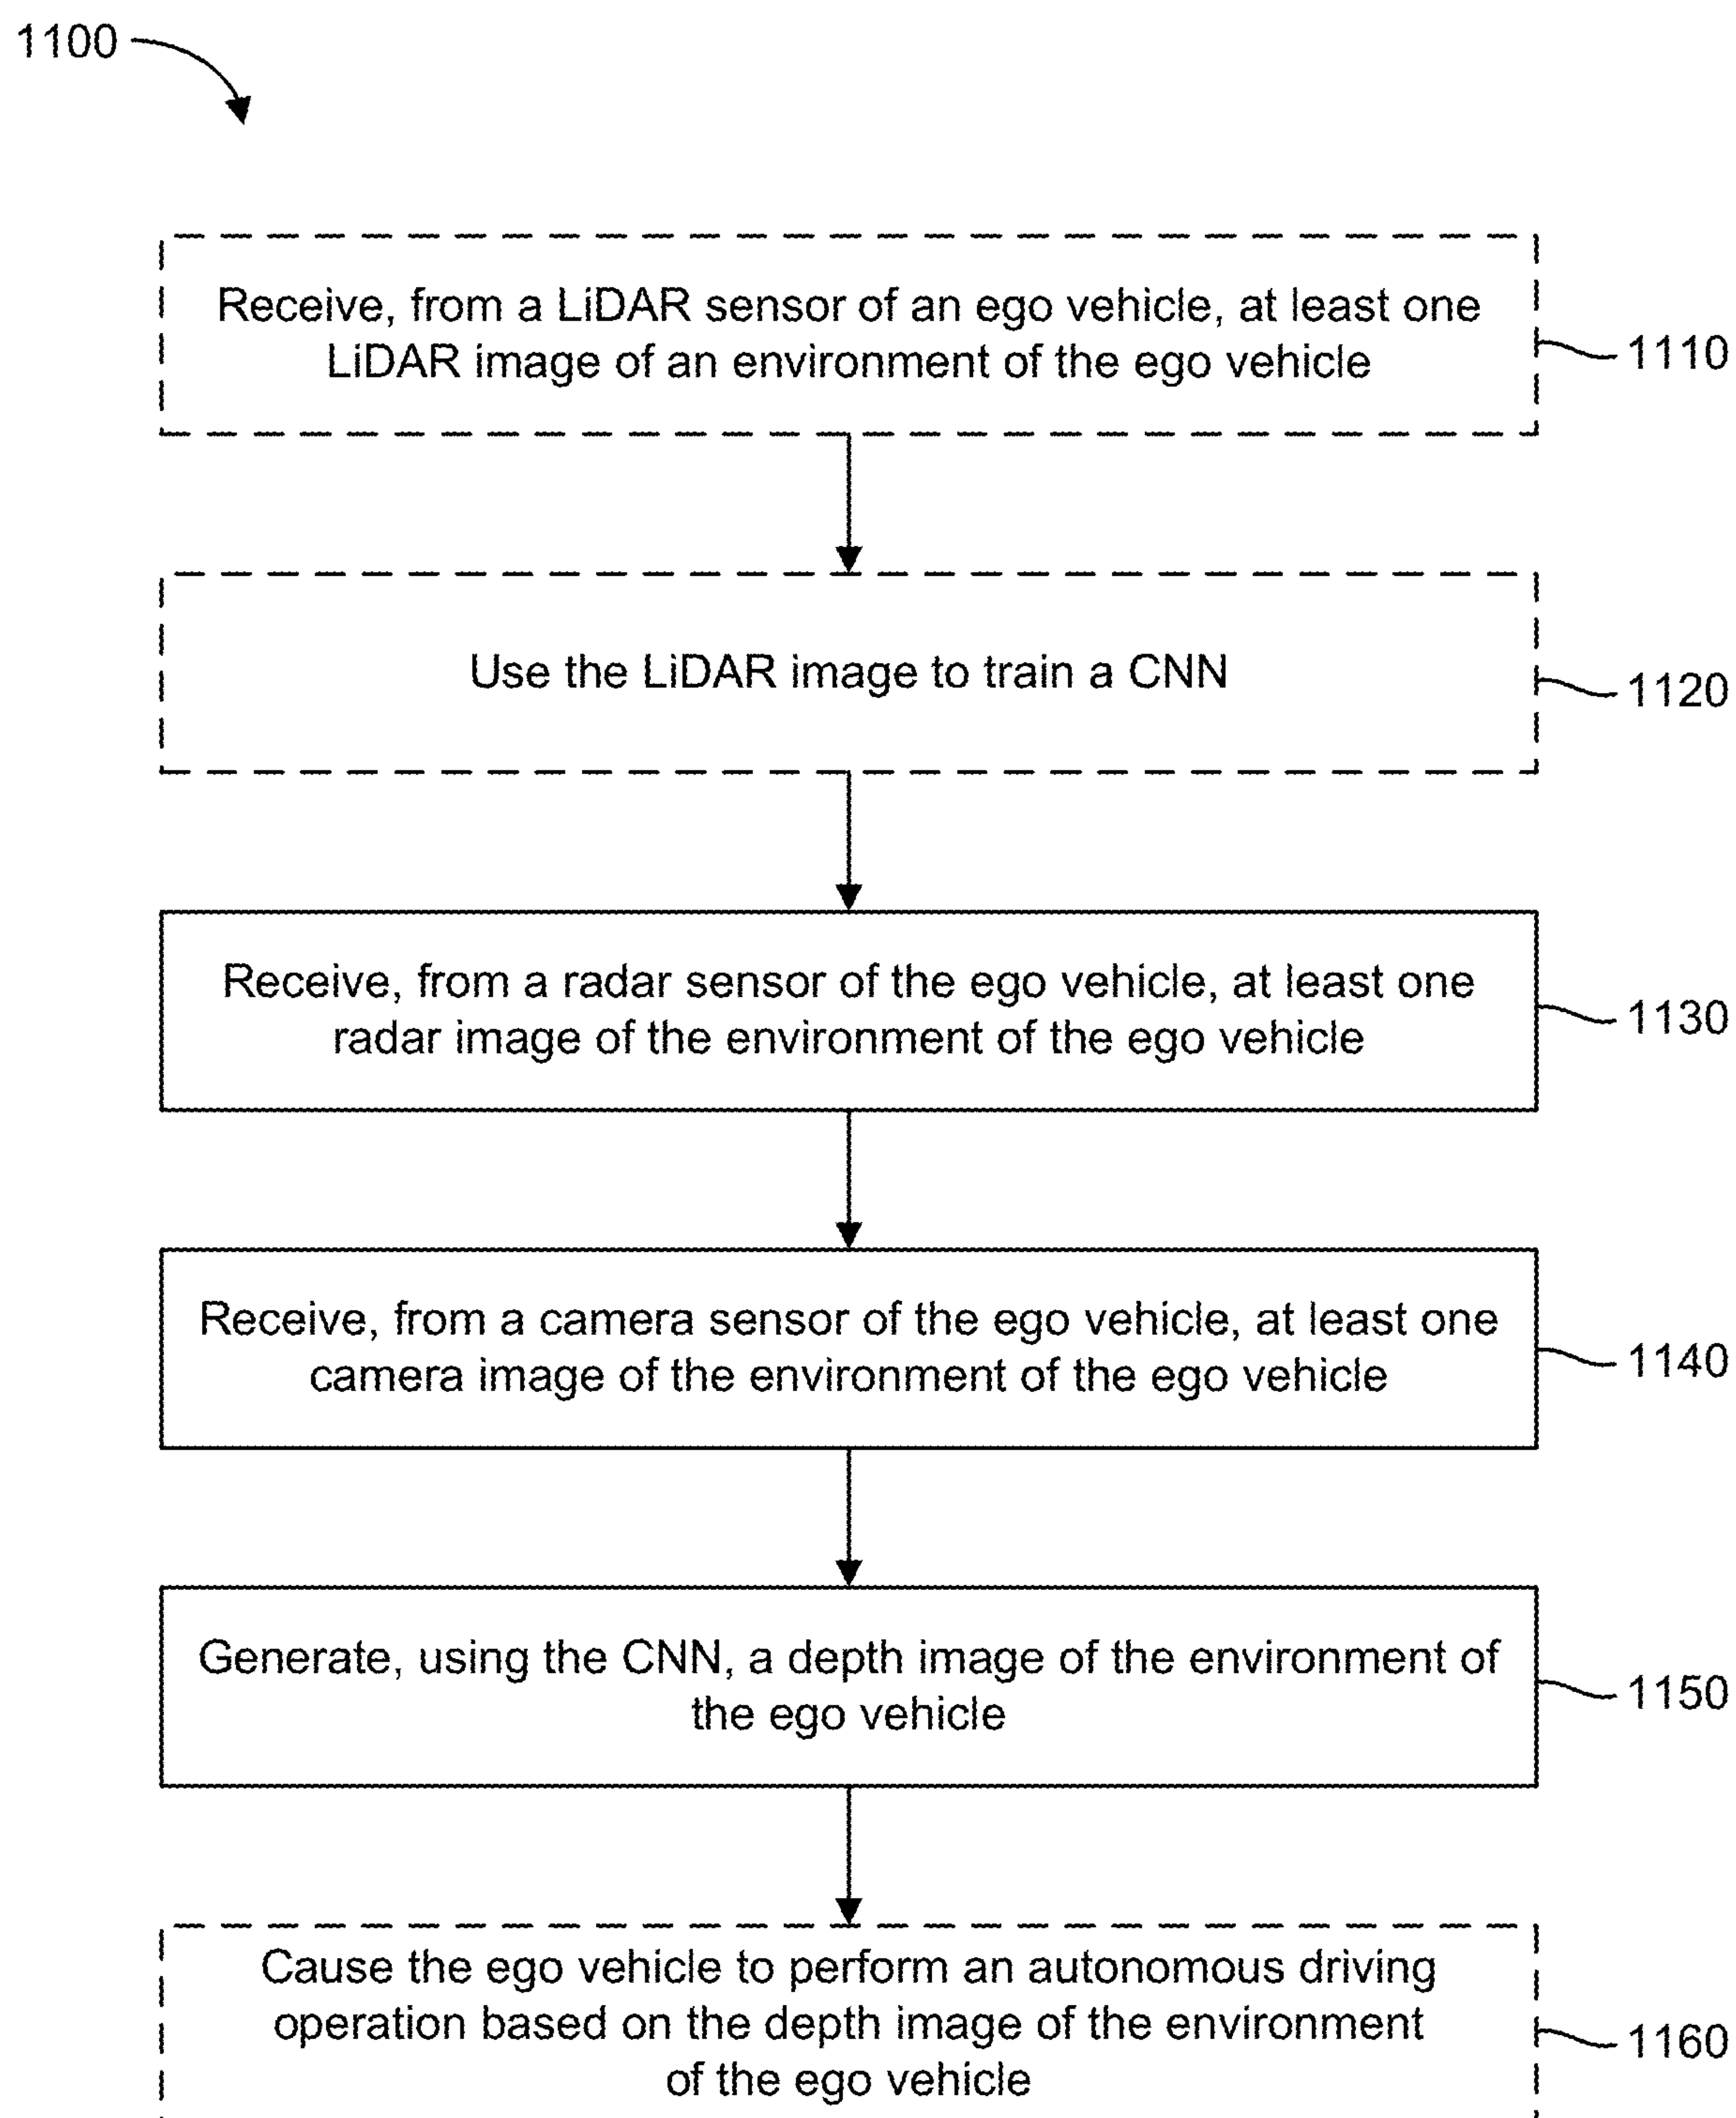 1100
Receive, from a LiDAR sensor of an ego vehicle, at least one
LiDAR image of an environment of the ego vehicle
1110
Use the LiDAR image to train a CNN
1120
Receive, from a radar sensor of the ego vehicle, at least one
radar image of the environment of the ego vehicle
1130
Receive, from a camera sensor of the ego vehicle, at least one
camera image of the environment of the ego vehicle
1140
Generate, using the CNN, a depth image of the environment of
the ego vehicle
1150
Cause the ego vehicle to perform an autonomous driving
operation based on the depth image of the environment
of the ego vehicle
1160